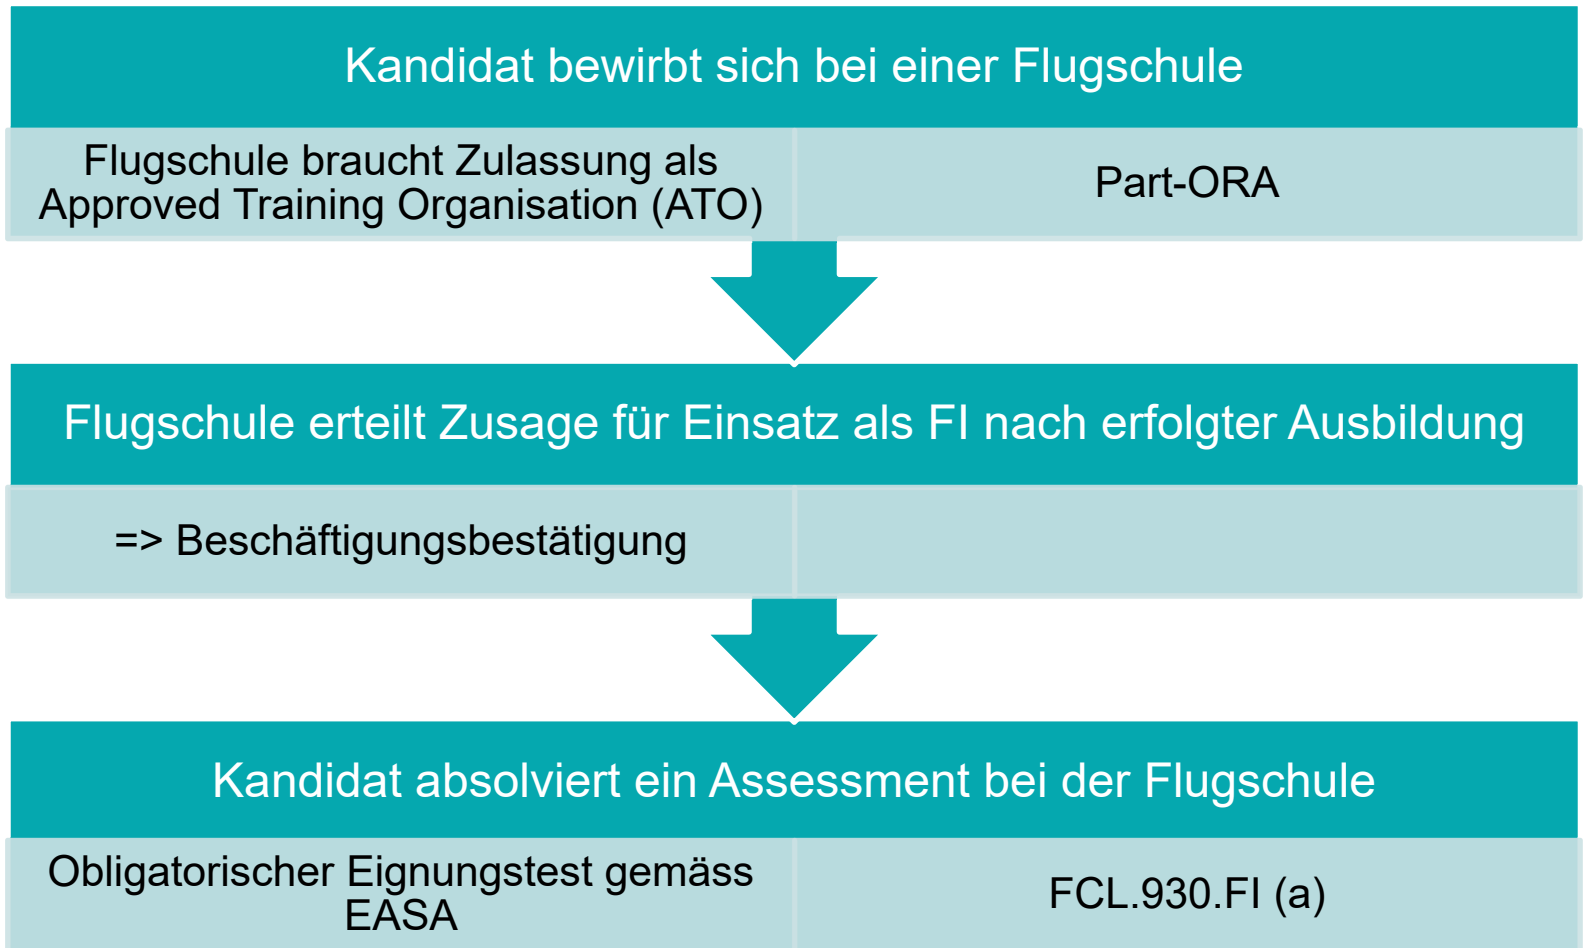 Kandidat bewirbt sich bei einer Flugschule
Flugschule braucht Zulassung als
Approved Training Organisation (ATO)
Part-ORA
Flugschule erteilt Zusage für Einsatz als FI nach erfolgter Ausbildung
=> Beschäftigungsbestätigung
Kandidat absolviert ein Assessment bei der Flugschule
Obligatorischer Eignungstest gemäss
EASA
FCL.930.FI (a)